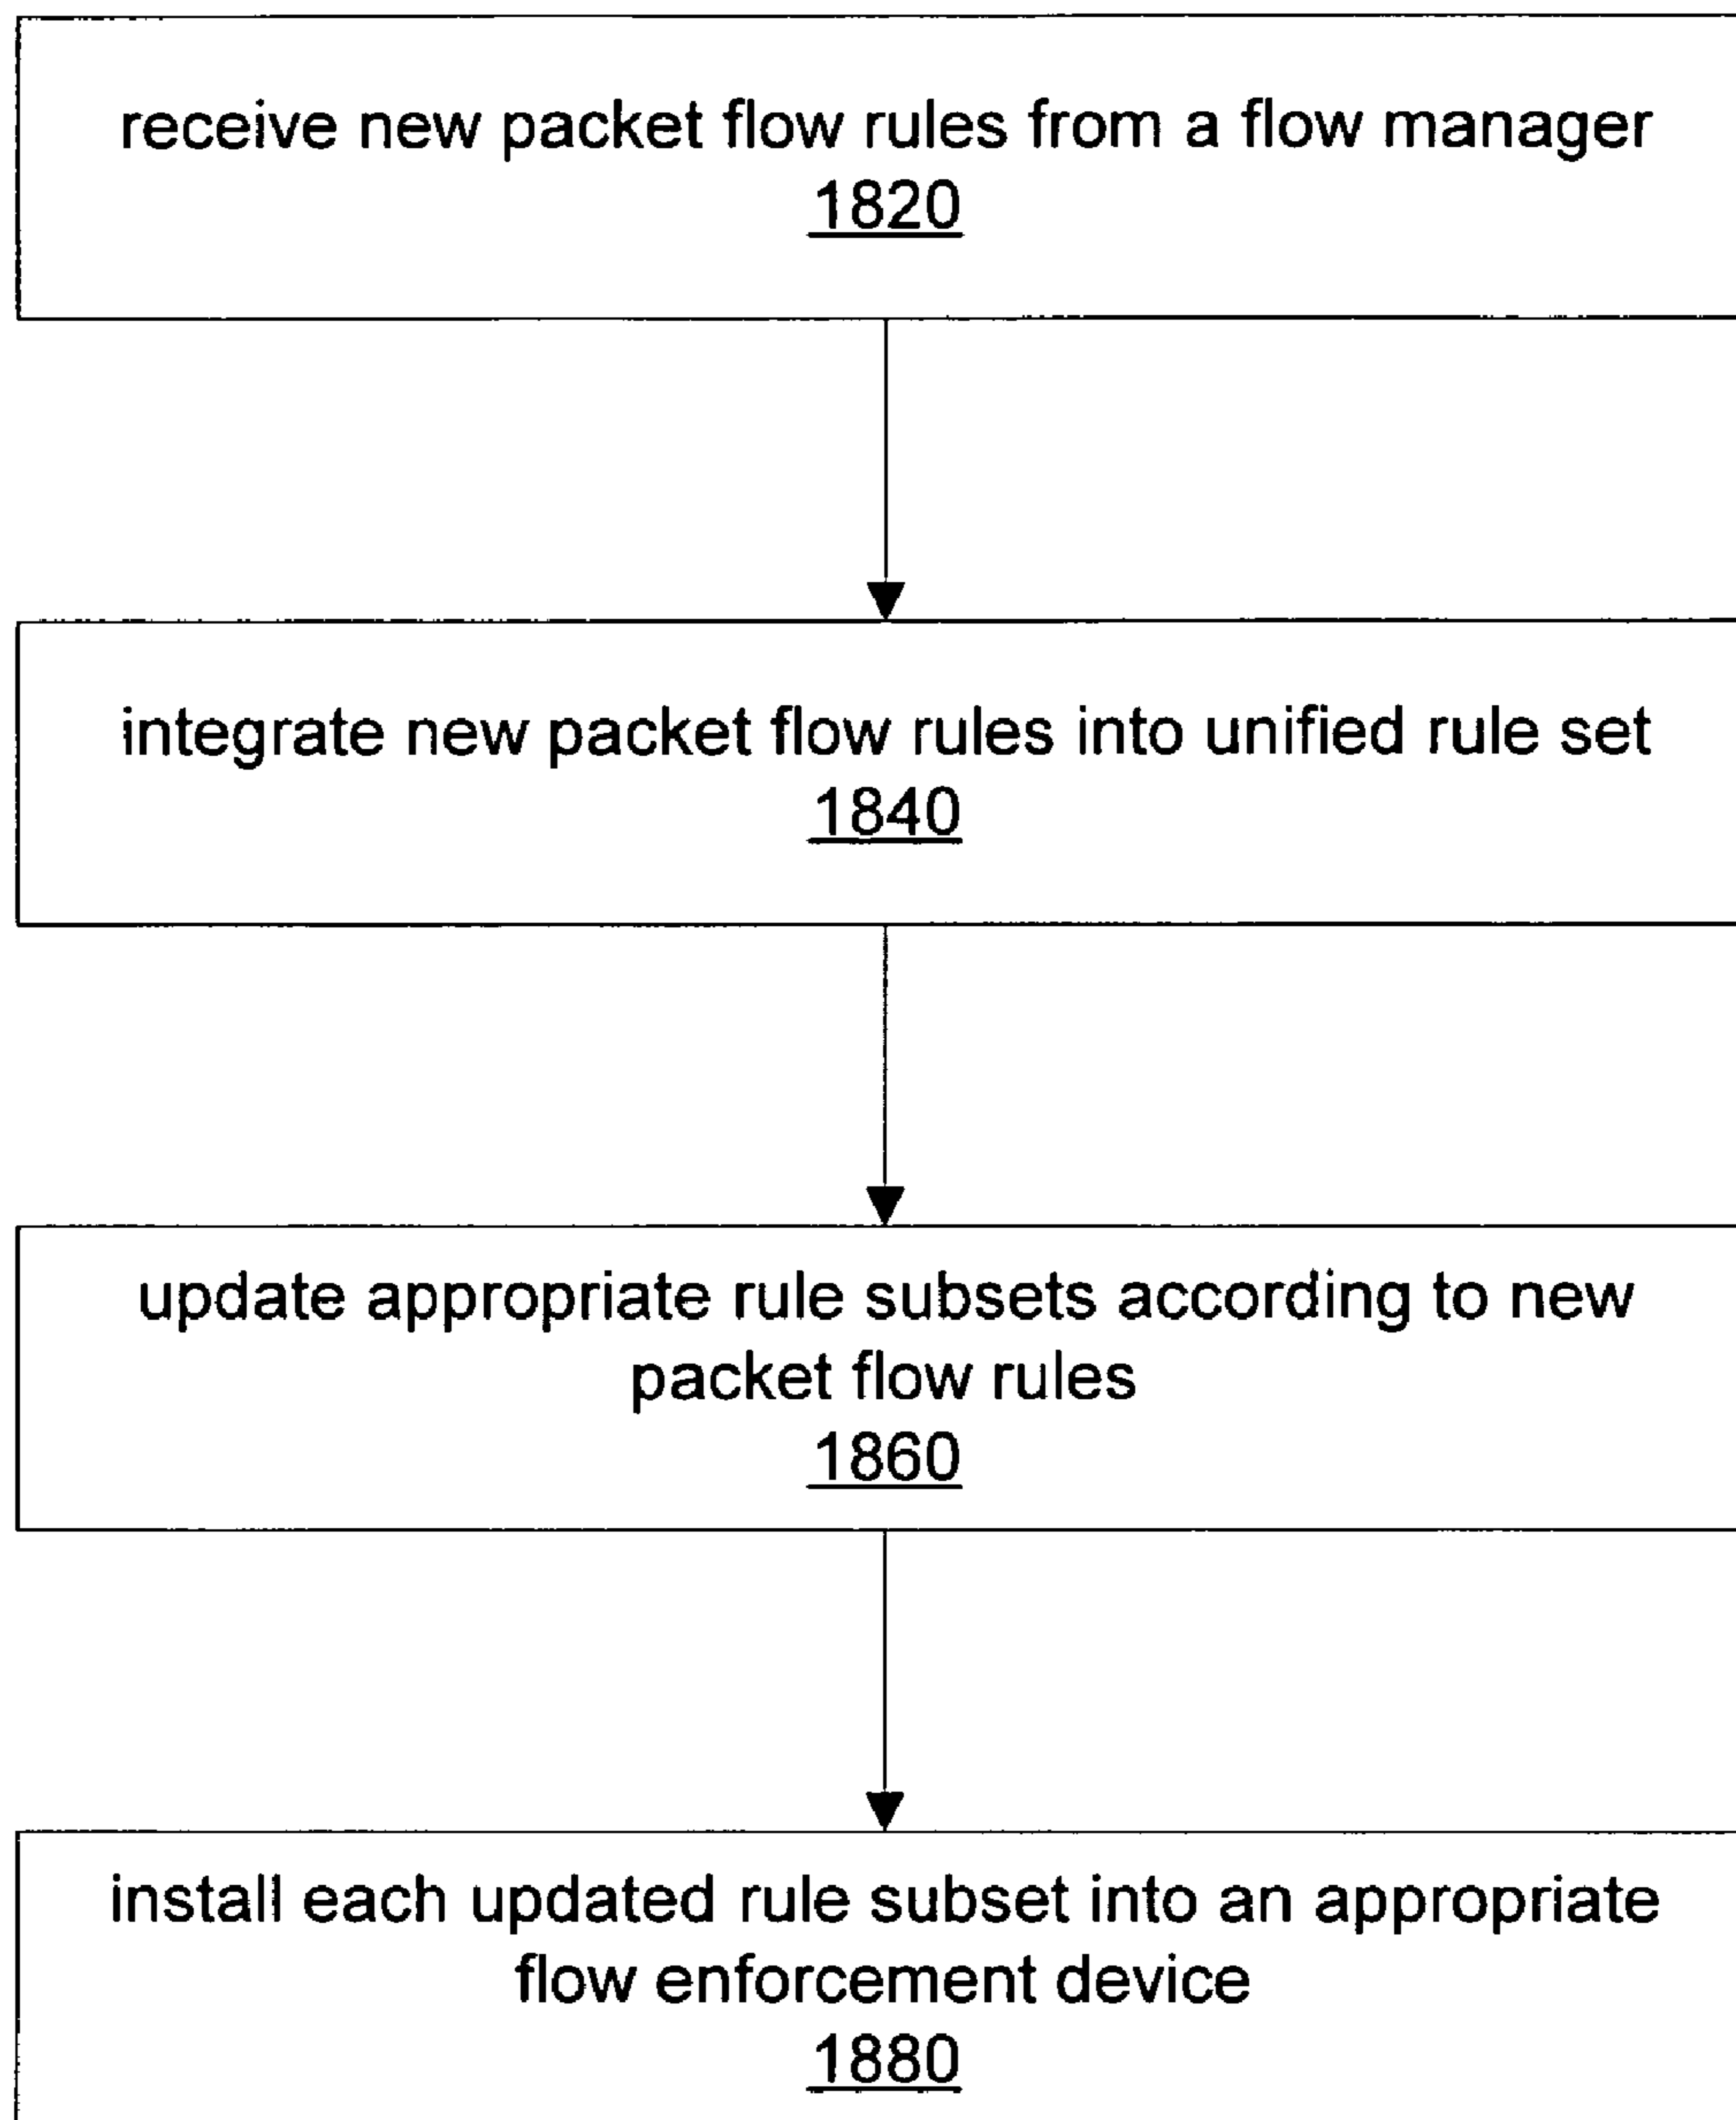 receive new packet flow rules from a flow manager
1820
integrate new packet flow rules into unified rule set
1840
update appropriate rule subsets according to new
packet flow rules
1860
install each updated rule subset into an appropriate
flow enforcement device
1880